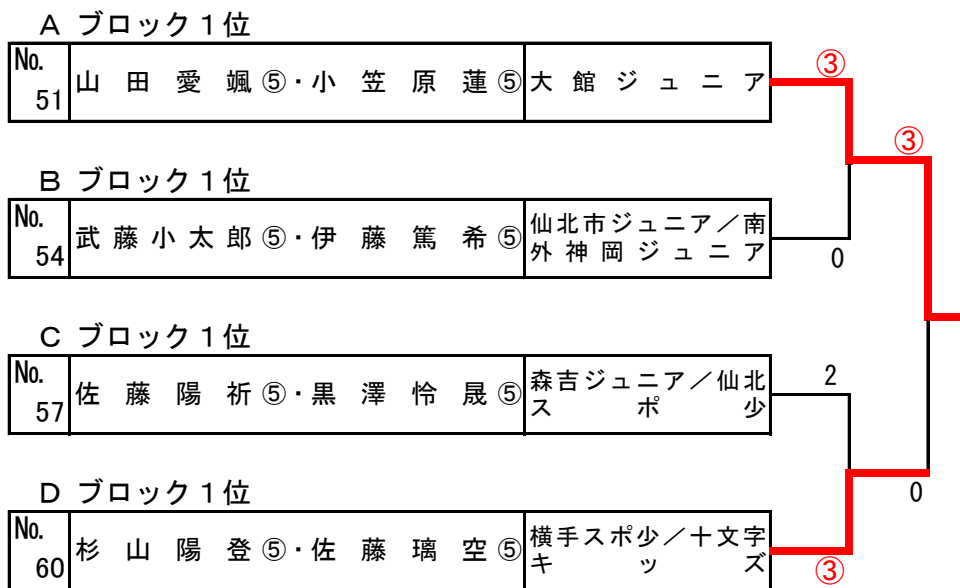 A ブロック1位
No. 51 山田愛颯⑤・小笠原蓮⑤ 大館ジュニア ③
③
B ブロック1位
No. 54 武藤小太郎⑤・伊藤篤希⑤ 仙北市ジュニア／南
外神岡ジュニア
0
C ブロック1位
No. 57 佐藤陽祈⑤・黒澤怜晟⑤ 森吉ジュニア／仙北
スポ少
2
D ブロック1位
0
No. 60 杉山陽登⑤・佐藤璃空⑤ 横手スポ少／十文字
キッズ
③